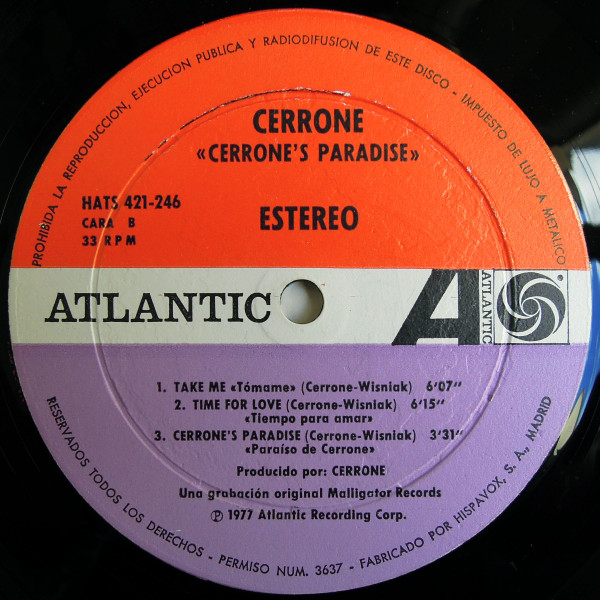 PROHIBIDA LA REPRODUCCION, EJECUCION PUBLICA Y RADIODIFUSION DE ESTE DISCO - IMPUESTO DE LUJO A METALICO
CERRONE
«CERRONE'S PARADISE»
HATS 421-246
CARA B
33 RPM
ESTEREO
ATLANTIC
A
ATLANTIC
®
1. TAKE ME «Tómame» (Cerrone-Wisniak) 6'07"
2. TIME FOR LOVE (Cerrone-Wisniak) 6'15"
«Tiempo para amar»
3. CERRONE'S PARADISE (Cerrone-Wisniak) 3'31"
«Paraíso de Cerrone»
Producido por: CERRONE
Una grabación original Malligator Records
℗ 1977 Atlantic Recording Corp.
RESERVADOS TODOS LOS DERECHOS - PERMISO NUM. 3637 - FABRICADO POR HISPAVOX, S. A., MADRID